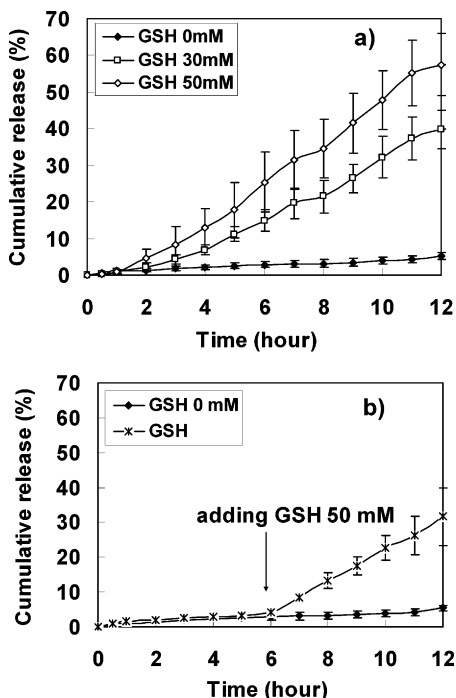 a)
GSH 0mM
GSH 30mM
GSH 50mM
Cumulative release (%)
70
60
50
40
30
20
10
0
0 2 4 6 8 10 12
Time (hour)
b)
GSH 0 mM
GSH
adding GSH 50 mM
Cumulative release (%)
70
60
50
40
30
20
10
0
0 2 4 6 8 10 12
Time (hour)